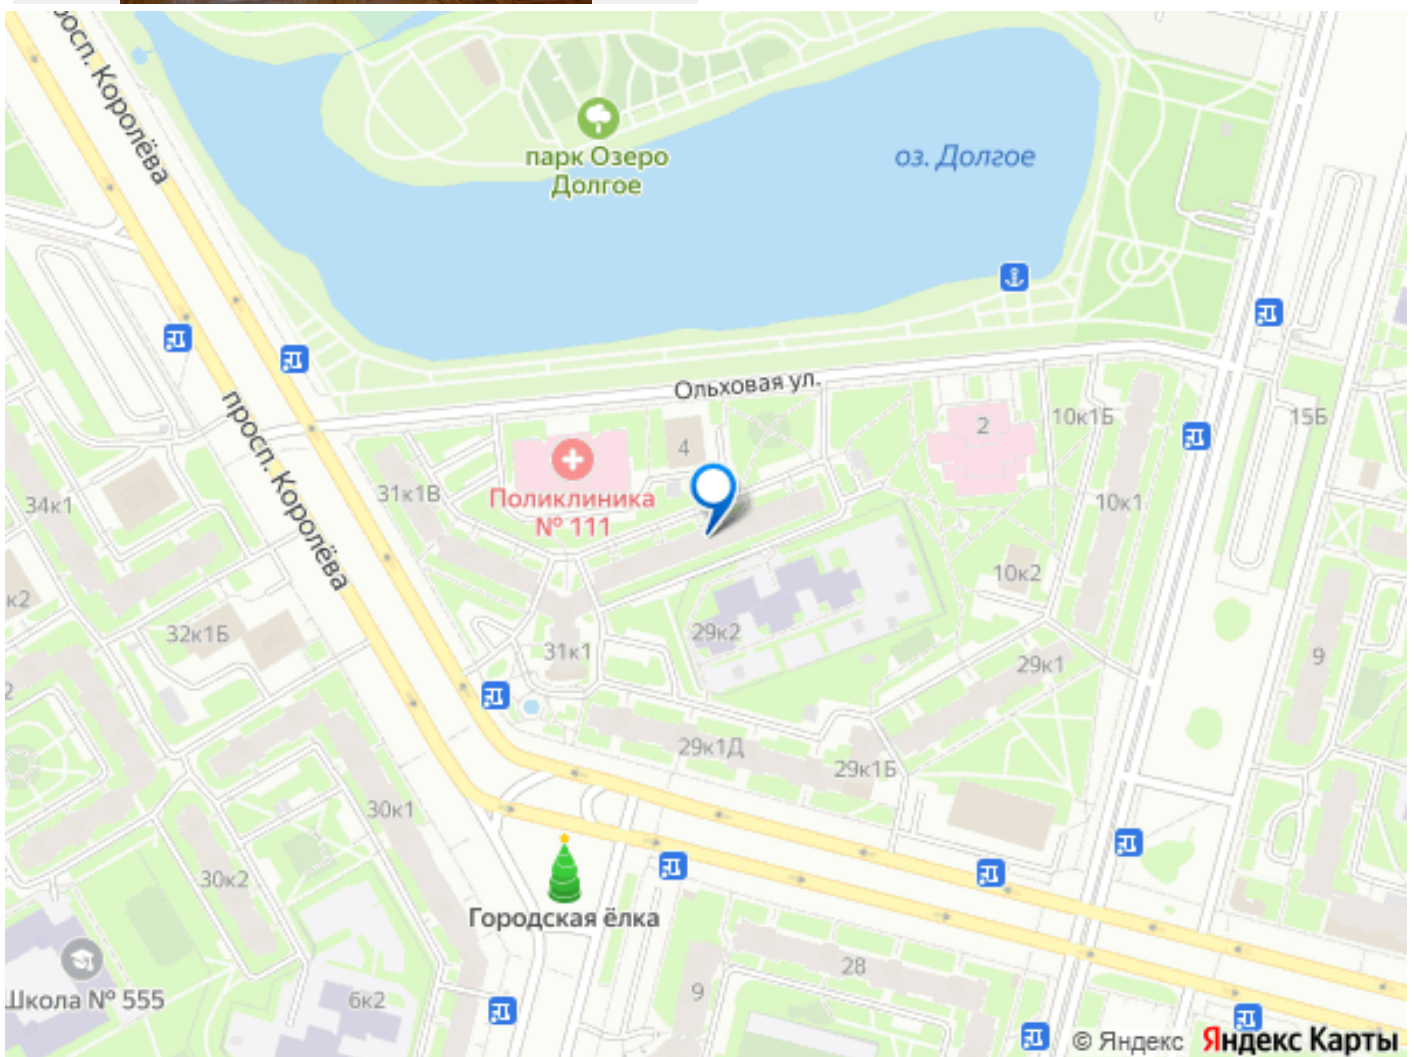 просп. Королёва
парк Озеро
Долгое
оз. Долгое
Ольховая ул.
просп. Королёва
2
10к1Б
15Б
4
31к1В
Поликлиника
№ 111
34к1
10к1
10к2
к2
32к1Б
29к2
31к1
29к1
9
2
29к1Д
29к1Б
30к1
30к2
Городская ёлка
28
Школа № 555
6к2
9
© Яндекс Яндекс Карты